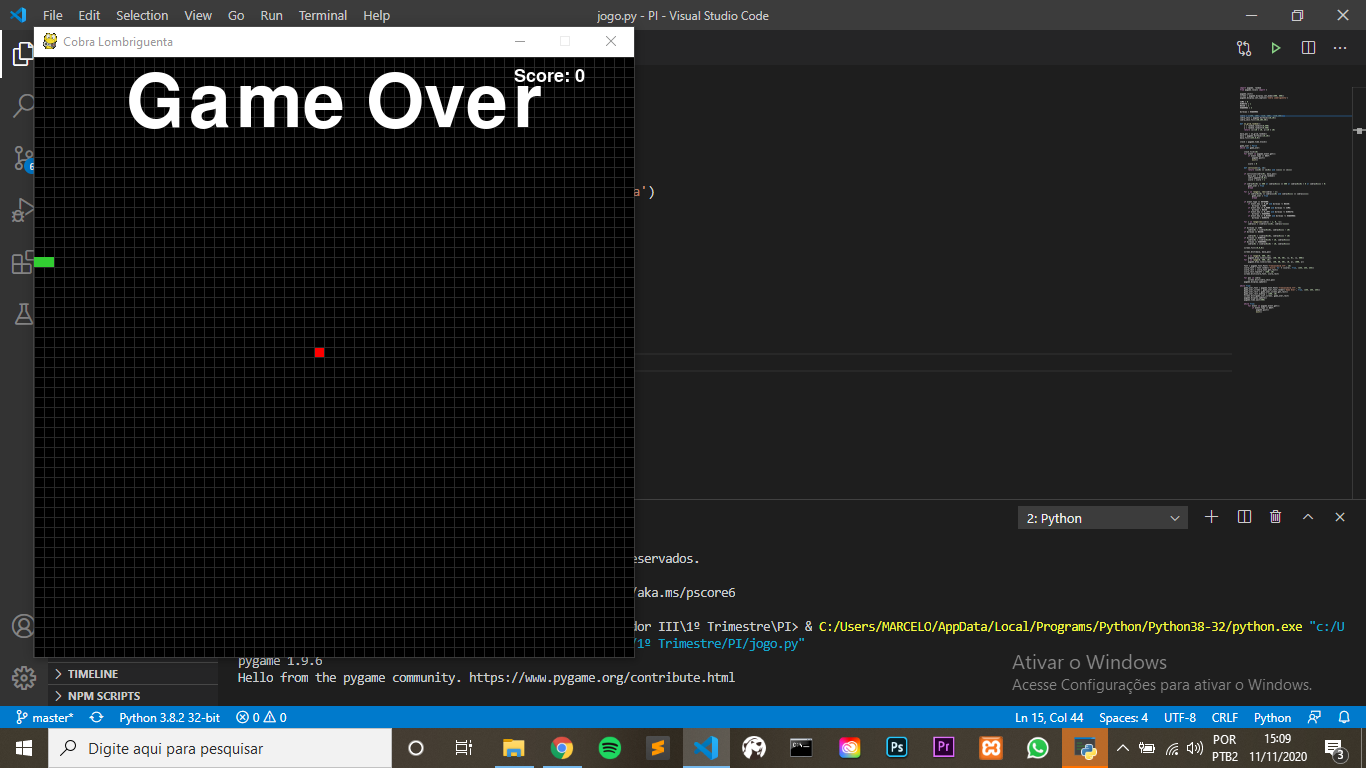 File Edit Selection View Go Run Terminal Help
jogo.py - PI - Visual Studio Code
Cobra Lombriguenta
Score: 0
Game Over
a')
2: Python
eservados.
/aka.ms/pscore6
dor III\1º Trimestre\PI> & C:/Users/MARCELO/AppData/Local/Programs/Python/Python38-32/python.exe "c:/U
/1º Trimestre/PI/jogo.py"
pygame 1.9.6
Hello from the pygame community. https://www.pygame.org/contribute.html
Ativar o Windows
Acesse Configurações para ativar o Windows.
TIMELINE
NPM SCRIPTS
master* Python 3.8.2 32-bit 0 0 Ln 15, Col 44 Spaces: 4 UTF-8 CRLF Python
Digite aqui para pesquisar
Ps
Pr
POR
PTB2
15:09
11/11/2020
3